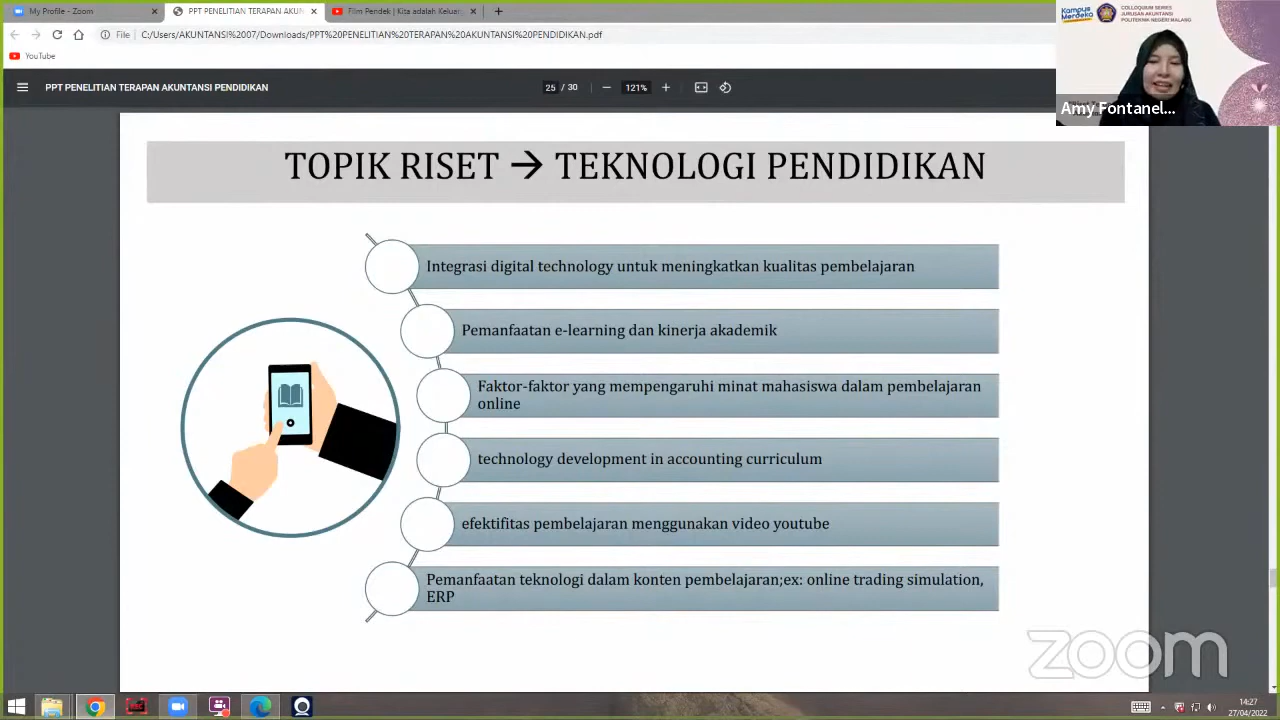 My Profile - Zoom
PPT PENELITIAN TERAPAN AKUN
Film Pendek | Kita adalah Keluar
File
C:/Users/AKUNTANSI%2007/Downloads/PPT%20PENELITIAN%20TERAPAN%20AKUNTANSI%20PENDIDIKAN.pdf
YouTube
PPT PENELITIAN TERAPAN AKUNTANSI PENDIDIKAN
25 / 30
121%
Kampus Merdeka
COLLOQUIUM SERIES
JURUSAN AKUNTANSI
POLITEKNIK NEGERI MALANG
Amy Fontanel...
TOPIK RISET → TEKNOLOGI PENDIDIKAN
Integrasi digital technology untuk meningkatkan kualitas pembelajaran
Pemanfaatan e-learning dan kinerja akademik
Faktor-faktor yang mempengaruhi minat mahasiswa dalam pembelajaran
online
technology development in accounting curriculum
efektifitas pembelajaran menggunakan video youtube
Pemanfaatan teknologi dalam konten pembelajaran;ex: online trading simulation,
ERP
zoom
14:27
27/04/2022